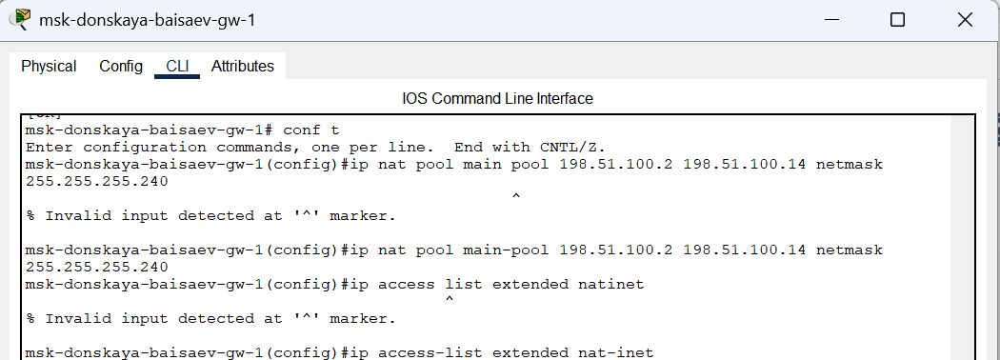 msk-donskaya-baisaev-gw-1
Physical Config CLI Attributes
IOS Command Line Interface
msk-donskaya-baisaev-gw-1# conf t
Enter configuration commands, one per line.  End with CNTL/Z.
msk-donskaya-baisaev-gw-1(config)#ip nat pool main pool 198.51.100.2 198.51.100.14 netmask
255.255.255.240
^
% Invalid input detected at '^' marker.
msk-donskaya-baisaev-gw-1(config)#ip nat pool main-pool 198.51.100.2 198.51.100.14 netmask
255.255.255.240
msk-donskaya-baisaev-gw-1(config)#ip access list extended natinet
^
% Invalid input detected at '^' marker.
msk-donskaya-baisaev-gw-1(config)#ip access-list extended nat-inet